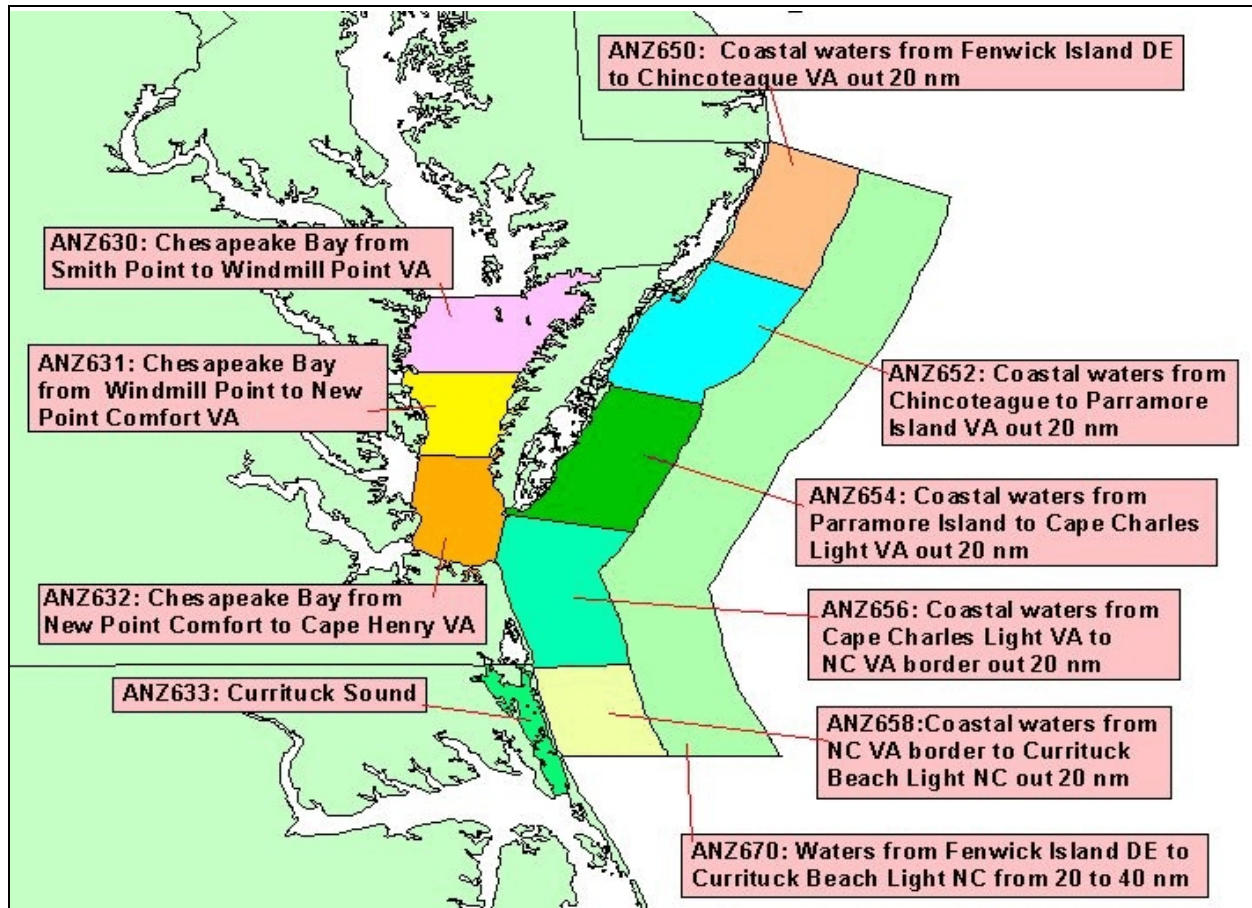 ANZ650: Coastal waters from Fenwick Island DE
to Chincoteaque VA out 20 nm
ANZ630: Chesapeake Bay from
Smith Point to Windmill Point VA
ANZ631: Chesapeake Bay
from Windmill Point to New
Point Comfort VA
ANZ652: Coastal waters from
Chincoteague to Parramore
Island VA out 20 nm
ANZ654: Coastal waters from
Parramore Island to Cape Charles
Light VA out 20 nm
ANZ632: Chesapeake Bay from
New Point Comfort to Cape Henry VA
ANZ656: Coastal waters from
Cape Charles Light VA to
NC VA border out 20 nm
ANZ633: Currituck Sound
ANZ658:Coastal waters from
NC VA border to Currituck
Beach Light NC out 20 nm
ANZ670: Waters from Fenwick Island DE to
Currituck Beach Light NC from 20 to 40 nm